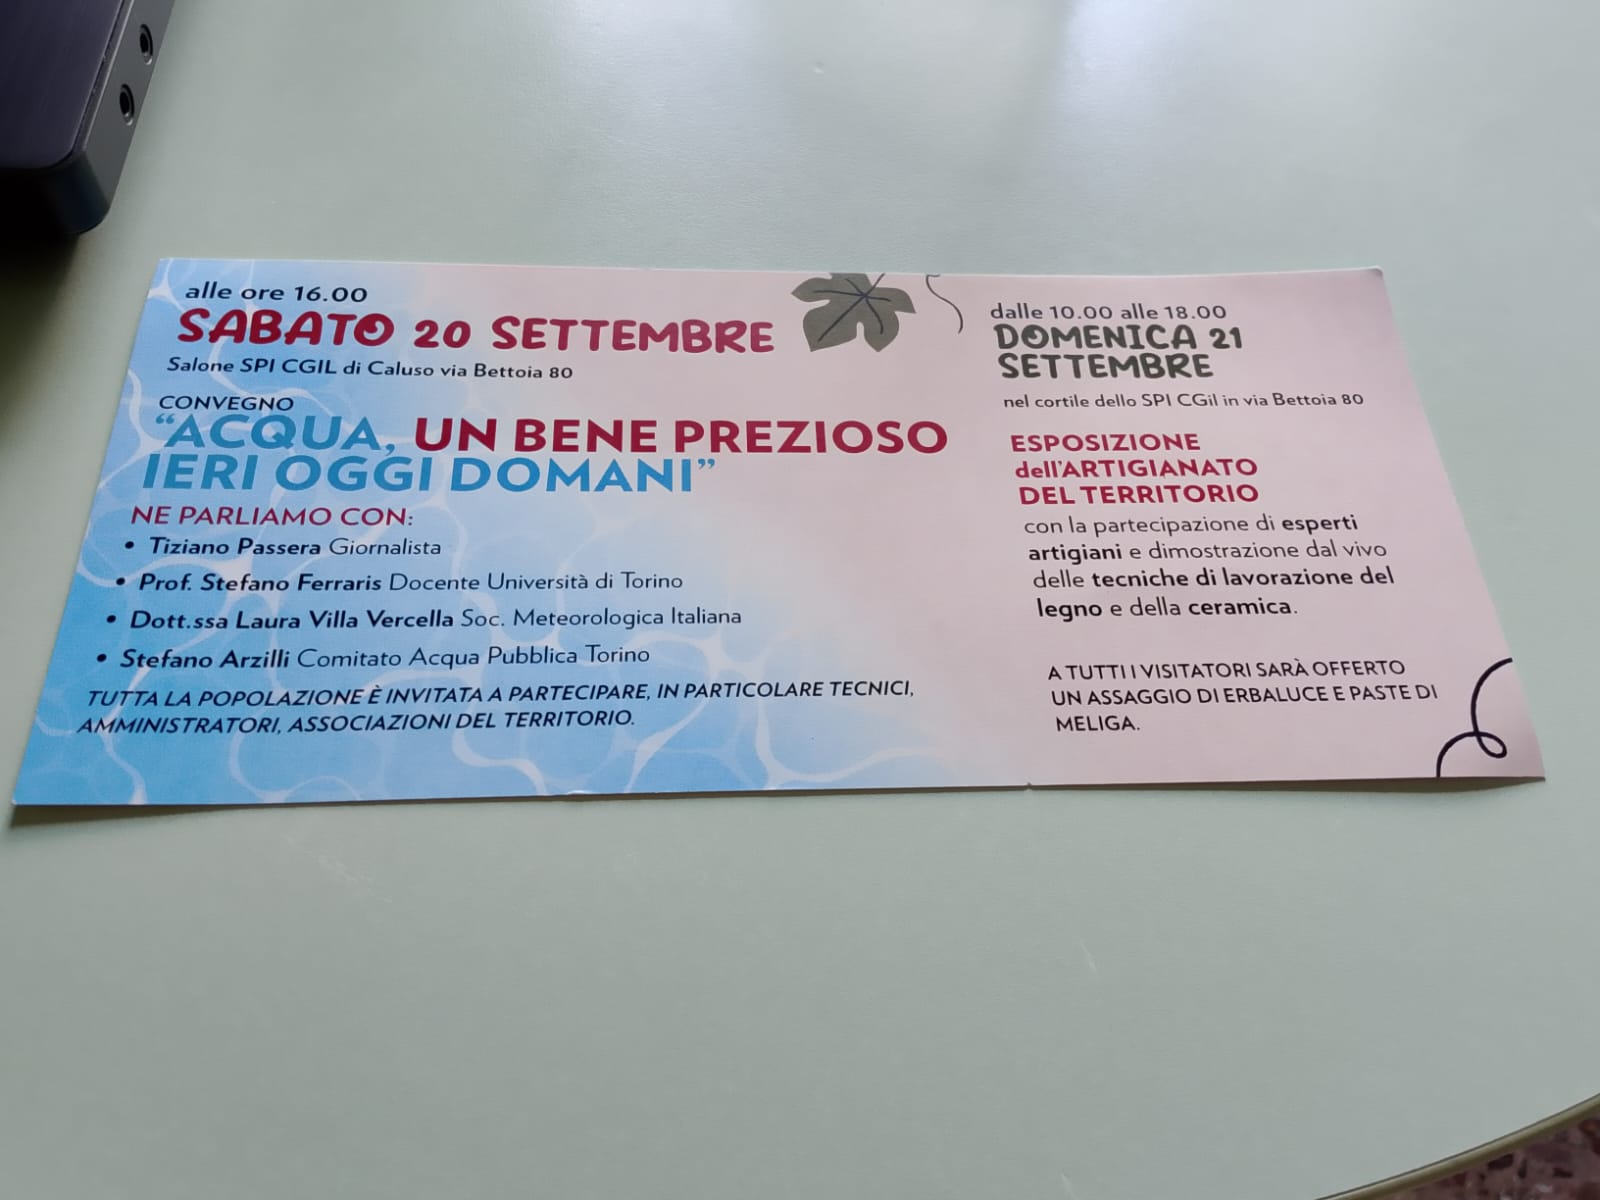 alle ore 16.00
SABATO 20 SETTEMBRE
Salone SPI CGIL di Caluso via Bettoia 80
CONVEGNO
“ACQUA, UN BENE PREZIOSO
IERI OGGI DOMANI”
NE PARLIAMO CON:
• Tiziano Passera Giornalista
• Prof. Stefano Ferraris Docente Università di Torino
• Dott.ssa Laura Villa Vercella Soc. Meteorologica Italiana
• Stefano Arzilli Comitato Acqua Pubblica Torino
TUTTA LA POPOLAZIONE È INVITATA A PARTECIPARE, IN PARTICOLARE TECNICI,
AMMINISTRATORI, ASSOCIAZIONI DEL TERRITORIO.
dalle 10.00 alle 18.00
DOMENICA 21
SETTEMBRE
nel cortile dello SPI CGil in via Bettoia 80
ESPOSIZIONE
dell'ARTIGIANATO
DEL TERRITORIO
con la partecipazione di esperti
artigiani e dimostrazione dal vivo
delle tecniche di lavorazione del
legno e della ceramica.
A TUTTI I VISITATORI SARÀ OFFERTO
UN ASSAGGIO DI ERBALUCE E PASTE DI
MELIGA.